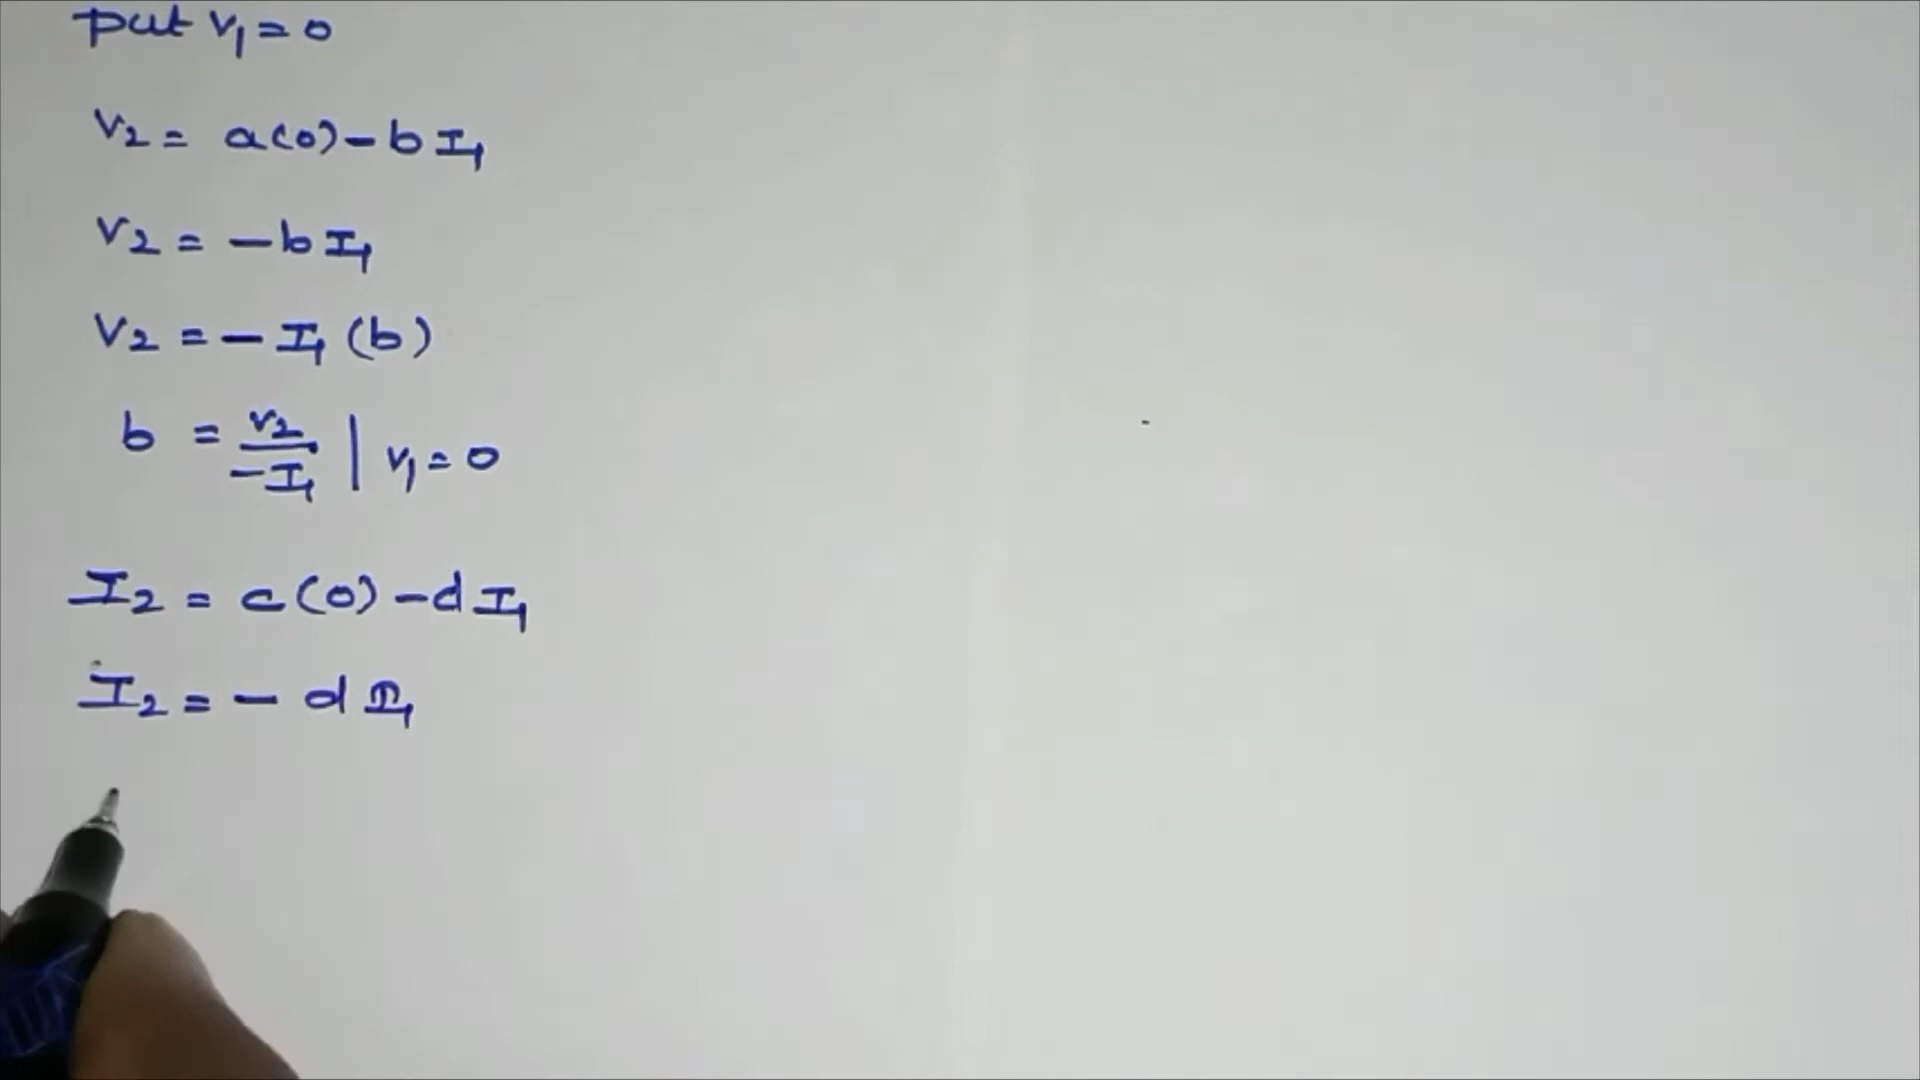 put V₁ = 0
V₂ = a(0) - b I₁
V₂ = - b I₁
V₂ = - I₁ (b)
b = V₂ / -I₁ | V₁ = 0
I₂ = c(0) - d I₁
I₂ = - d I₁